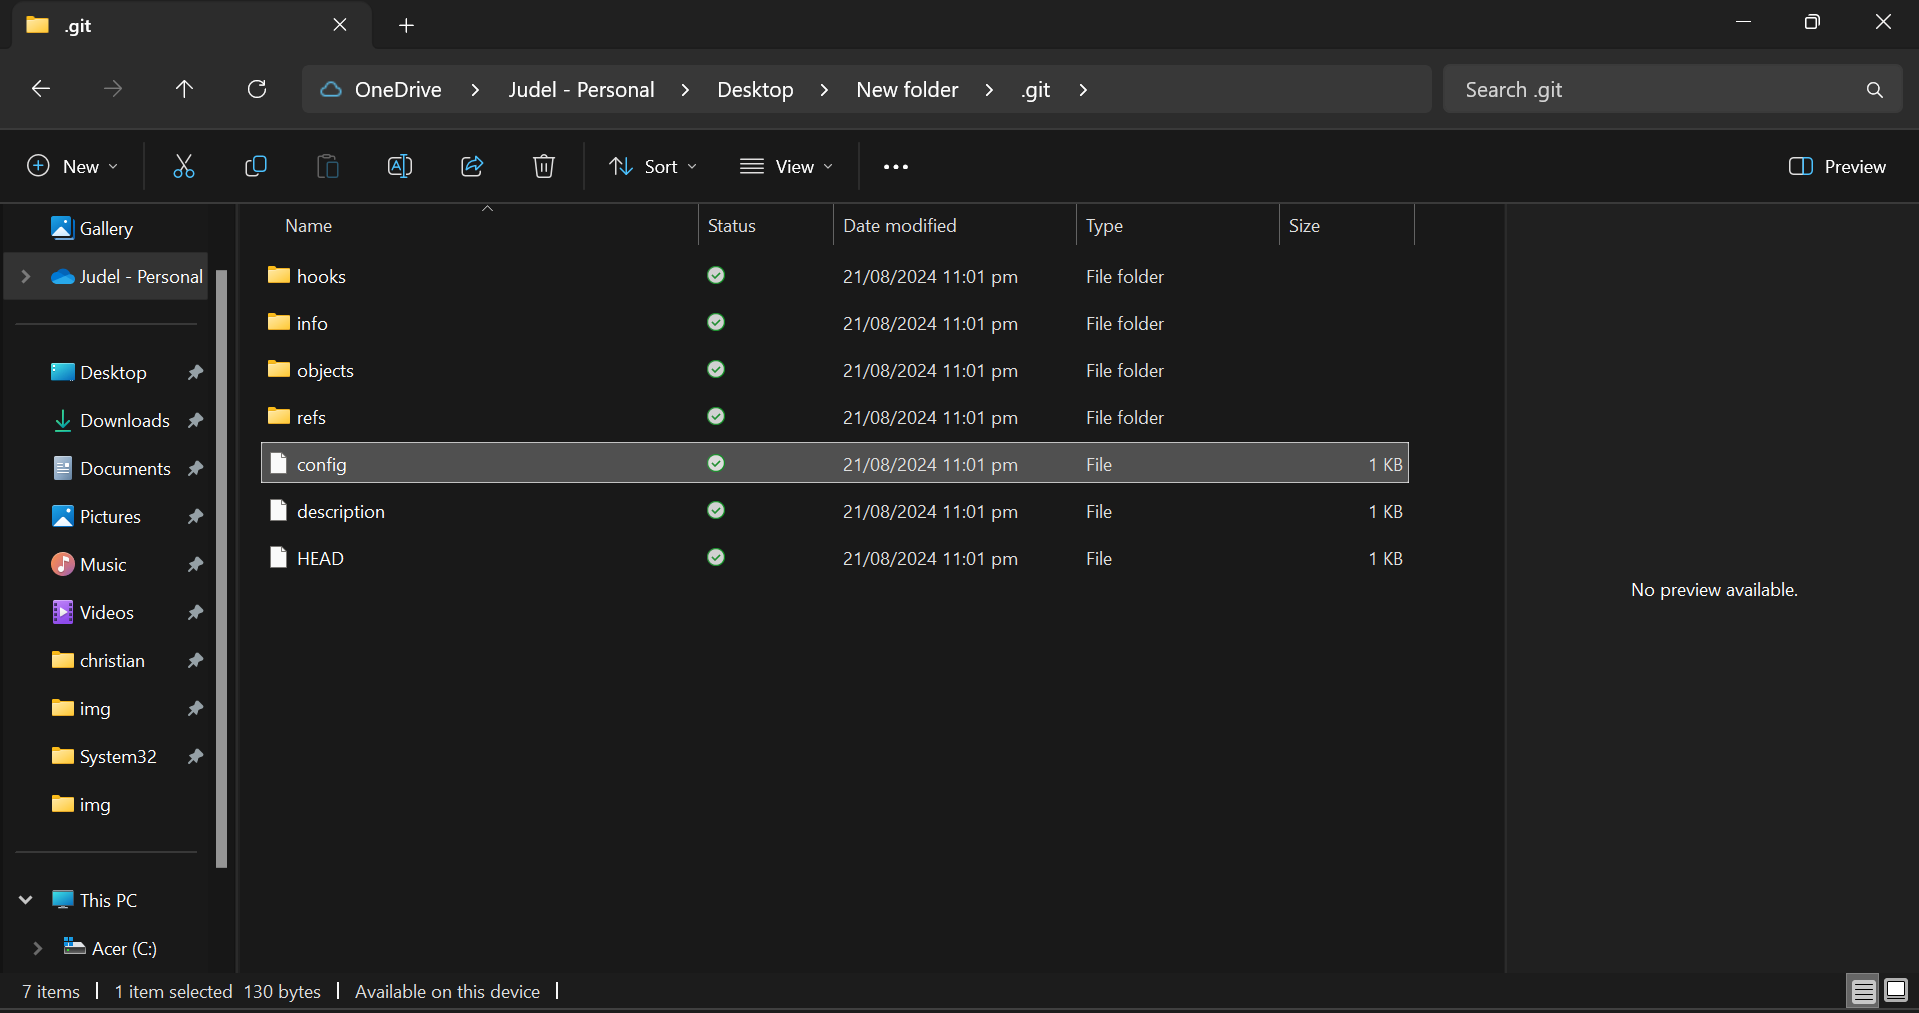 .git
OneDrive > Judel - Personal > Desktop > New folder > .git >
Search .git
New
Sort
View
Preview
Gallery
Judel - Personal
Desktop
Downloads
Documents
Pictures
Music
Videos
christian
img
System32
img
This PC
Acer (C:)
Name Status Date modified Type Size
hooks 21/08/2024 11:01 pm File folder
info 21/08/2024 11:01 pm File folder
objects 21/08/2024 11:01 pm File folder
refs 21/08/2024 11:01 pm File folder
config 21/08/2024 11:01 pm File 1 KB
description 21/08/2024 11:01 pm File 1 KB
HEAD 21/08/2024 11:01 pm File 1 KB
No preview available.
7 items | 1 item selected 130 bytes | Available on this device |